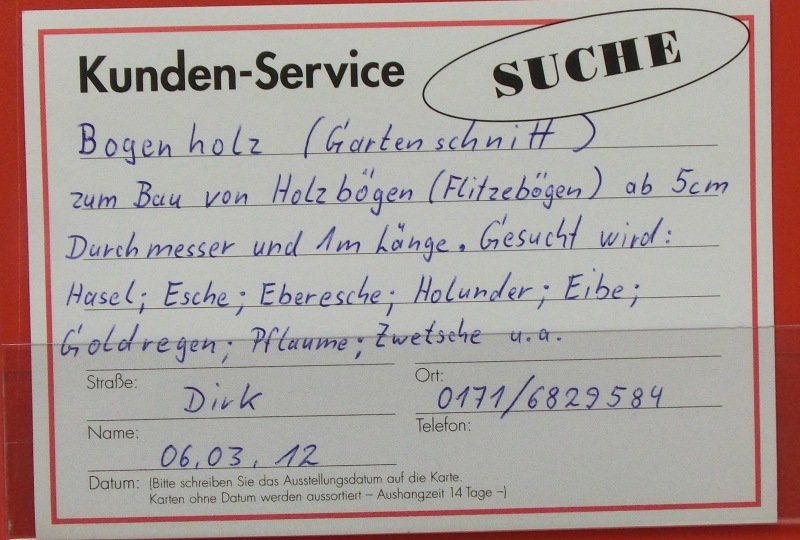 Kunden-Service
SUCHE
Bogenholz (Gartenschnitt)
zum Bau von Holzbögen (Flitzebögen) ab 5cm
Durchmesser und 1m Länge. Gesucht wird:
Hasel; Esche; Eberesche; Holunder; Eibe;
Goldregen; Pflaume; Zwetsche u.a.
Straße:
Ort:
Dirk
0171/6829584
Name:
Telefon:
06.03.12
Datum: (Bitte schreiben Sie das Ausstellungsdatum auf die Karte.
Karten ohne Datum werden aussortiert – Aushangzeit 14 Tage –)